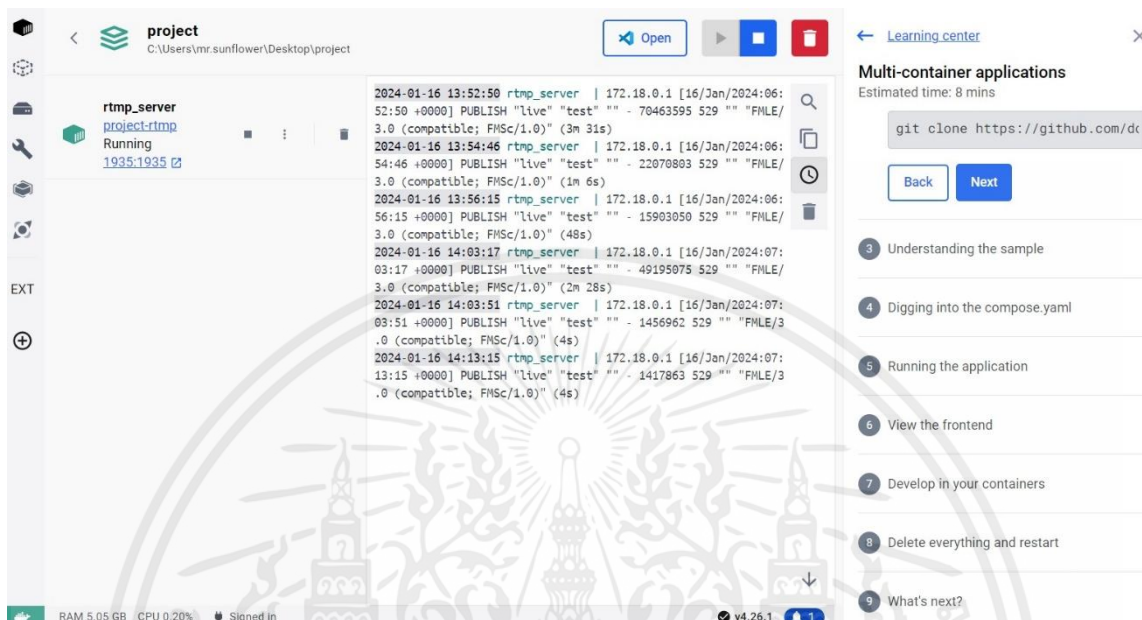 project
C:\Users\mr.sunflower\Desktop\project
Open
Learning center
Multi-container applications
Estimated time: 8 mins
git clone https://github.com/dc
Back
Next
rtmp_server
project-rtmp
Running
1935:1935
2024-01-16 13:52:50 rtmp_server | 172.18.0.1 [16/Jan/2024:06:
52:50 +0000] PUBLISH "live" "test" "" - 70463595 529 "" "FMLE/
3.0 (compatible; FMSc/1.0)" (3m 31s)
2024-01-16 13:54:46 rtmp_server | 172.18.0.1 [16/Jan/2024:06:
54:46 +0000] PUBLISH "live" "test" "" - 22070803 529 "" "FMLE/
3.0 (compatible; FMSc/1.0)" (1m 6s)
2024-01-16 13:56:15 rtmp_server | 172.18.0.1 [16/Jan/2024:06:
56:15 +0000] PUBLISH "live" "test" "" - 15903050 529 "" "FMLE/
3.0 (compatible; FMSc/1.0)" (48s)
2024-01-16 14:03:17 rtmp_server | 172.18.0.1 [16/Jan/2024:07:
03:17 +0000] PUBLISH "live" "test" "" - 49195075 529 "" "FMLE/
3.0 (compatible; FMSc/1.0)" (2m 28s)
2024-01-16 14:03:51 rtmp_server | 172.18.0.1 [16/Jan/2024:07:
03:51 +0000] PUBLISH "live" "test" "" - 1456962 529 "" "FMLE/3
.0 (compatible; FMSc/1.0)" (4s)
2024-01-16 14:13:15 rtmp_server | 172.18.0.1 [16/Jan/2024:07:
13:15 +0000] PUBLISH "live" "test" "" - 1417863 529 "" "FMLE/3
.0 (compatible; FMSc/1.0)" (4s)
EXT
3 Understanding the sample
4 Digging into the compose.yaml
5 Running the application
6 View the frontend
7 Develop in your containers
8 Delete everything and restart
9 What's next?
RAM 5.05 GB CPU 0.20% Signed in
v4.26.1
1